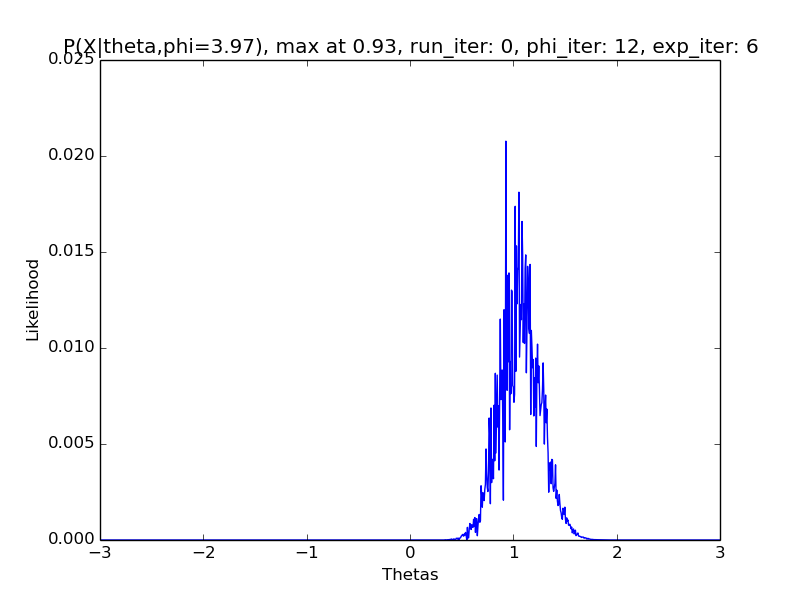 P(X|theta,phi=3.97), max at 0.93, run_iter: 0, phi_iter: 12, exp_iter: 6
0.025
0.020
0.015
0.010
0.005
0.000
Likelihood
−3 −2 −1 0 1 2 3
Thetas